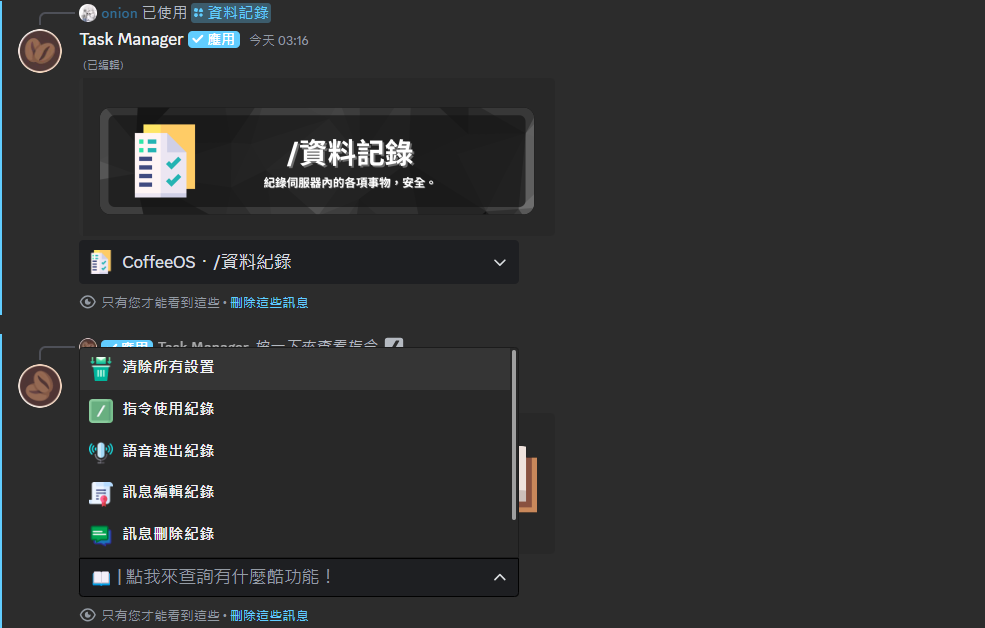 onion 已使用 資料記錄
Task Manager 應用 今天 03:16
(已編輯)
/資料記錄
紀錄伺服器內的各項事物，安全。
CoffeeOS · /資料紀錄
只有您才能看到這些 • 刪除這些訊息
應用 Task Manager 按一下來查看指令
清除所有設置
指令使用紀錄
語音進出紀錄
訊息編輯紀錄
訊息刪除紀錄
| 點我來查詢有什麼酷功能！
只有您才能看到這些 • 刪除這些訊息